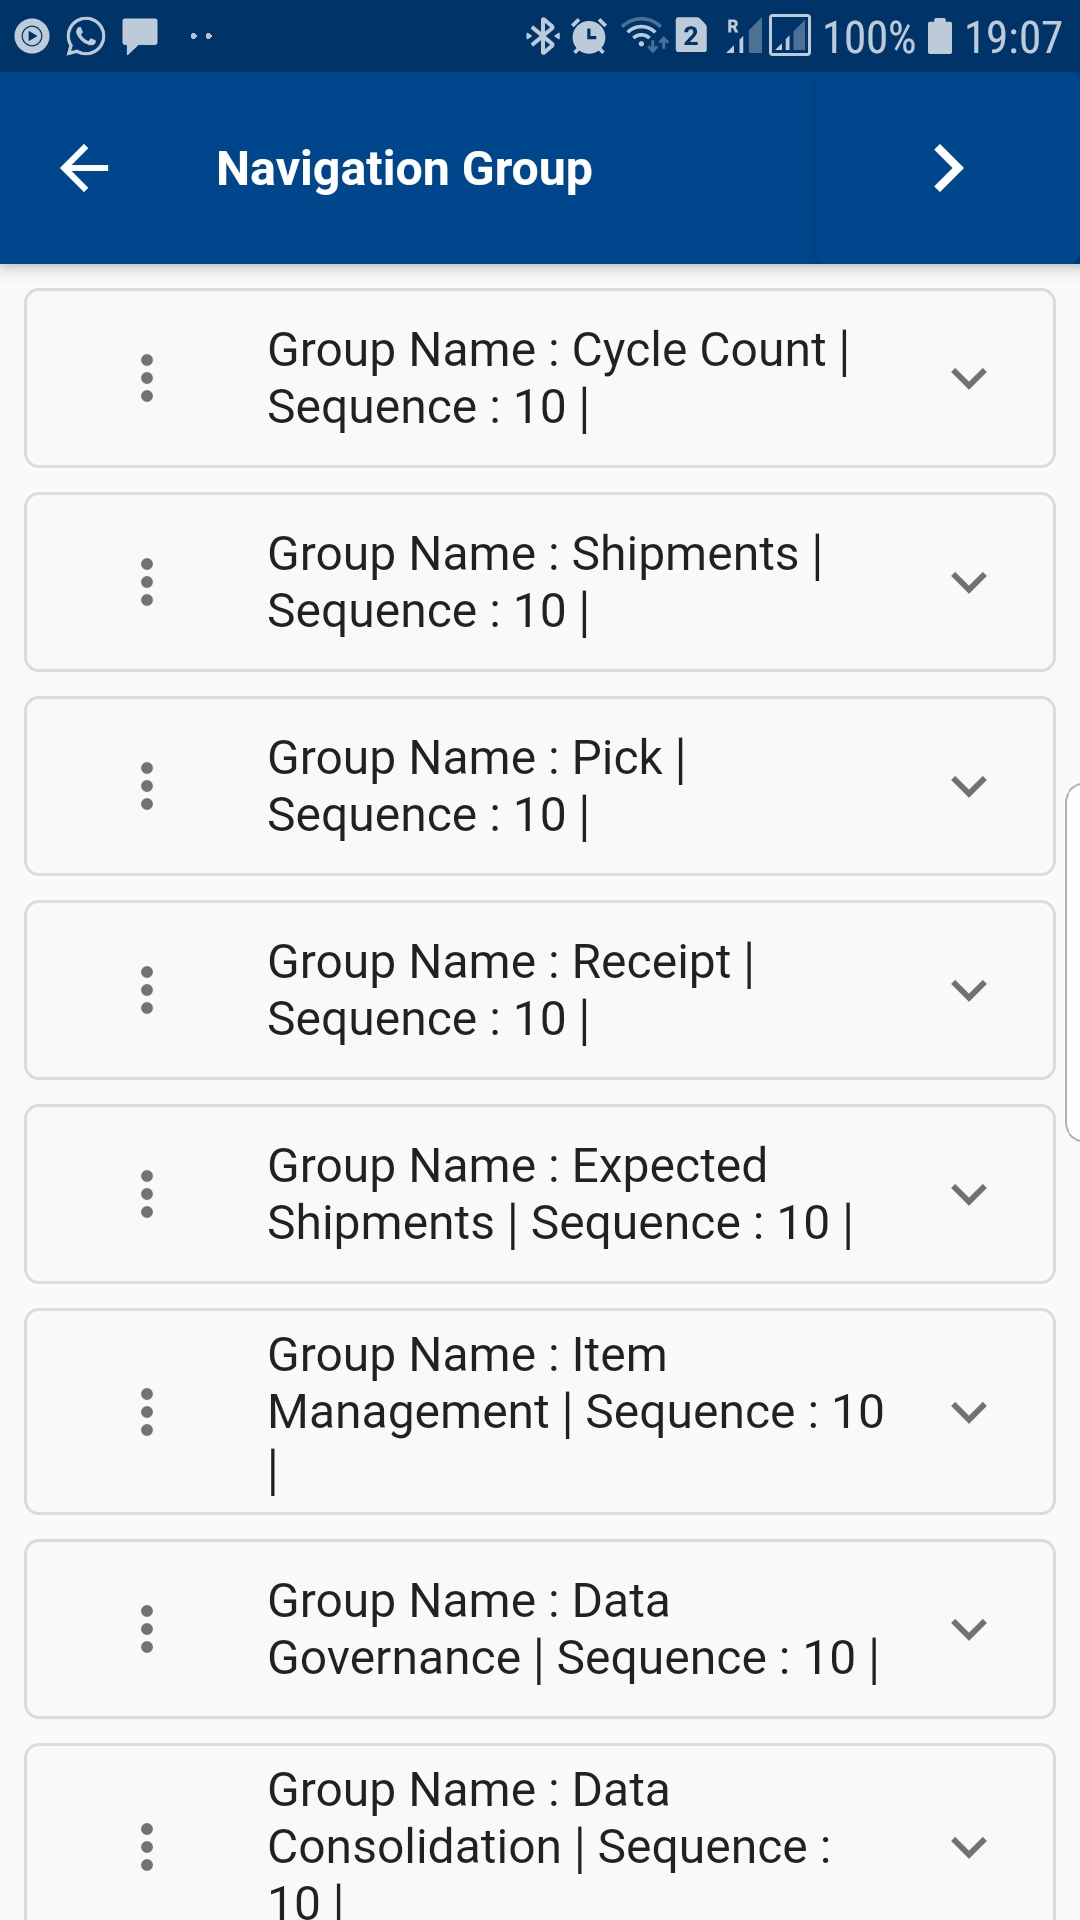 2 R 100% 19:07
Navigation Group
Group Name : Cycle Count |
Sequence : 10 |
Group Name : Shipments |
Sequence : 10 |
Group Name : Pick |
Sequence : 10 |
Group Name : Receipt |
Sequence : 10 |
Group Name : Expected
Shipments | Sequence : 10 |
Group Name : Item
Management | Sequence : 10
|
Group Name : Data
Governance | Sequence : 10 |
Group Name : Data
Consolidation | Sequence :
10 |